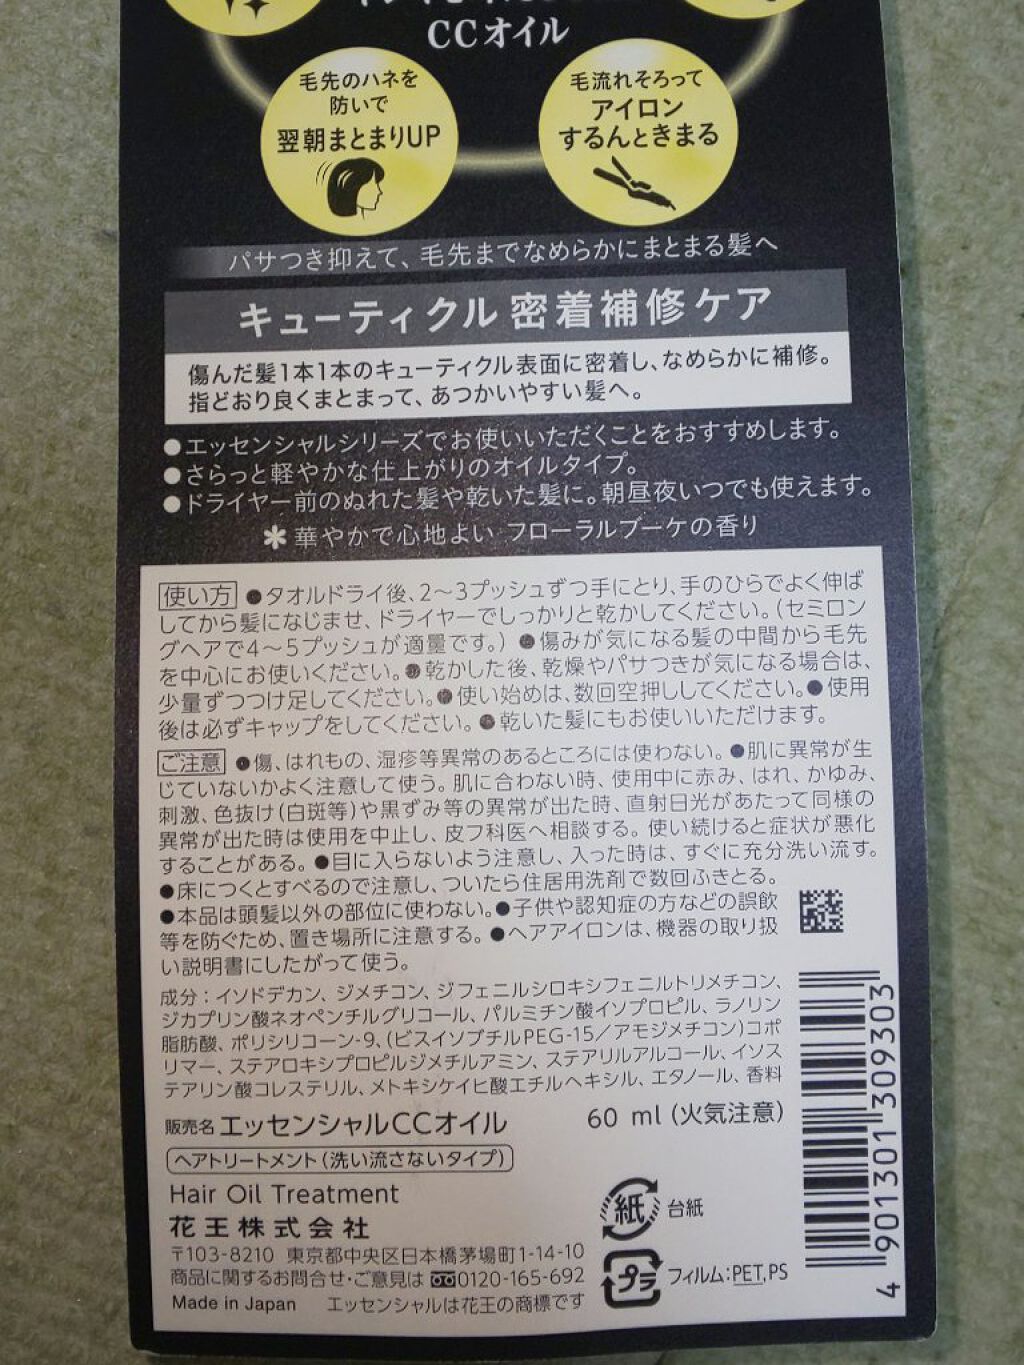 CCオイル
毛先のハネを
防いで
翌朝まとまりUP
毛流れそろって
アイロン
するんときまる
パサつき抑えて、毛先までなめらかにまとまる髪へ
キューティクル 密着補修ケア
傷んだ髪1本1本のキューティクル表面に密着し、なめらかに補修。
指どおり良くまとまって、あつかいやすい髪へ。
●エッセンシャルシリーズでお使いいただくことをおすすめします。
●さらっと軽やかな仕上がりのオイルタイプ。
●ドライヤー前のぬれた髪や乾いた髪に。朝昼夜いつでも使えます。
＊華やかで心地よい フローラルブーケの香り
使い方 ●タオルドライ後、2〜3プッシュずつ手にとり、手のひらでよく伸ば
してから髪になじませ、ドライヤーでしっかりと乾かしてください。（セミロン
グヘアで4〜5プッシュが適量です。） ●傷みが気になる髪の中間から毛先
を中心にお使いください。●乾かした後、乾燥やパサつきが気になる場合は、
少量ずつつけ足してください。●使い始めは、数回空押ししてください。●使用
後は必ずキャップをしてください。●乾いた髪にもお使いいただけます。
ご注意 ●傷、はれもの、湿疹等異常のあるところには使わない。●肌に異常が生
じていないかよく注意して使う。肌に合わない時、使用中に赤み、はれ、かゆみ、
刺激、色抜け（白斑等）や黒ずみ等の異常が出た時、直射日光があたって同様の
異常が出た時は使用を中止し、皮フ科医へ相談する。使い続けると症状が悪化
することがある。●目に入らないよう注意し、入った時は、すぐに充分洗い流す。
●床につくとすべるので注意し、ついたら住居用洗剤で数回ふきとる。
●本品は頭髪以外の部位に使わない。●子供や認知症の方などの誤飲
等を防ぐため、置き場所に注意する。●ヘアアイロンは、機器の取り扱
い説明書にしたがって使う。
成分：イソドデカン、ジメチコン、ジフェニルシロキシフェニルトリメチコン、
ジカプリン酸ネオペンチルグリコール、パルミチン酸イソプロピル、ラノリン
脂肪酸、ポリシリコーン-9、（ビスイソブチルPEG-15／アモジメチコン）コポ
リマー、ステアロキシプロピルジメチルアミン、ステアリルアルコール、イソス
テアリン酸コレステリル、メトキシケイヒ酸エチルヘキシル、エタノール、香料
販売名 エッセンシャルCCオイル 60 ml（火気注意）
ヘアトリートメント（洗い流さないタイプ）
Hair Oil Treatment
花王株式会社
〒103-8210 東京都中央区日本橋茅場町1-14-10
商品に関するお問合せ・ご意見は 0120-165-692
Made in Japan エッセンシャルは花王の商標です
紙 台紙
プラ フィルム：PET,PS
4 901301 309303